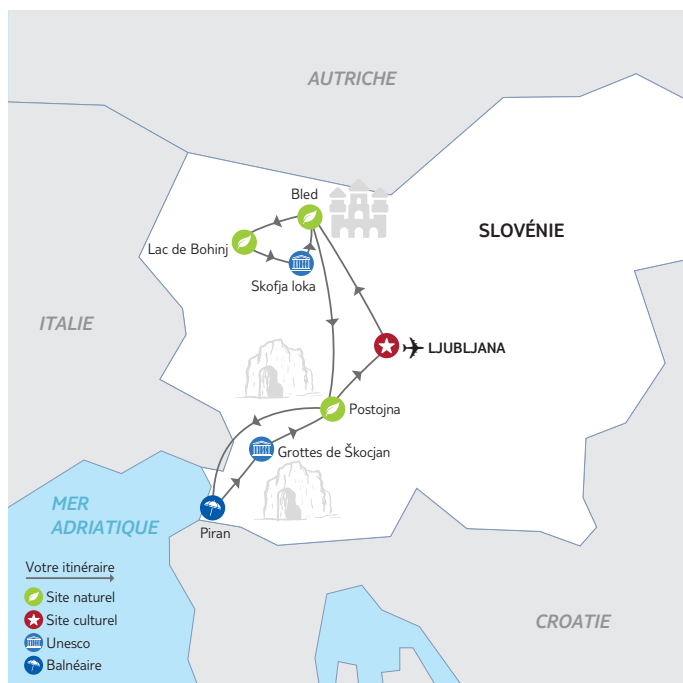 AUTRICHE
Bled
SLOVÉNIE
Lac de Bohinj
Skofja loka
ITALIE
LJUBLJANA
Postojna
Grottes de Škocjan
MER
ADRIATIQUE
Piran
Votre itinéraire
Site naturel
Site culturel
Unesco
Balnéaire
CROATIE